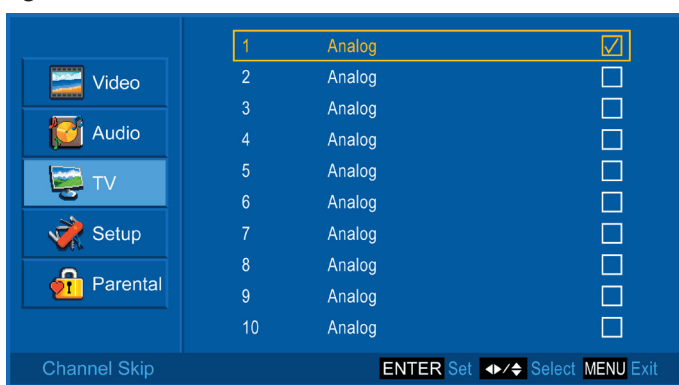 Video
Audio
TV
Setup
Parental
1 Analog
2 Analog
3 Analog
4 Analog
5 Analog
6 Analog
7 Analog
8 Analog
9 Analog
10 Analog
Channel Skip ENTER Set Select MENU Exit